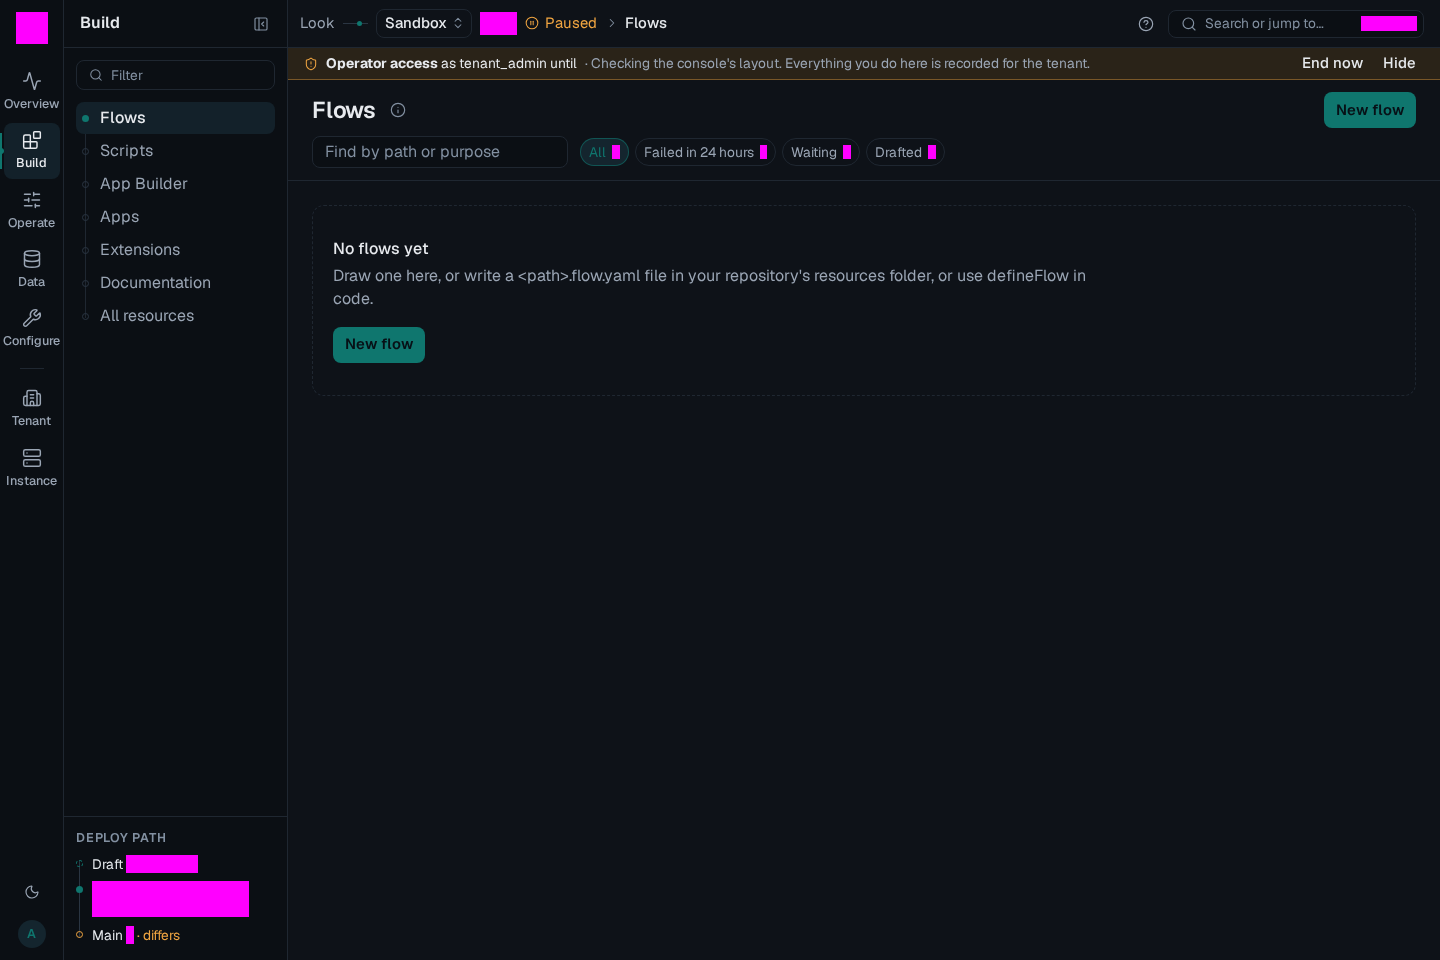 Build
Look
Sandbox
Paused
Flows
Search or jump to...
Operator access as tenant_admin until · Checking the console's layout. Everything you do here is recorded for the tenant.
End now
Hide
Overview
Build
Operate
Data
Configure
Tenant
Instance
A
Filter
Flows
Scripts
App Builder
Apps
Extensions
Documentation
All resources
DEPLOY PATH
Draft
Main · differs
Flows
New flow
Find by path or purpose
All
Failed in 24 hours
Waiting
Drafted
No flows yet
Draw one here, or write a <path>.flow.yaml file in your repository's resources folder, or use defineFlow in
code.
New flow